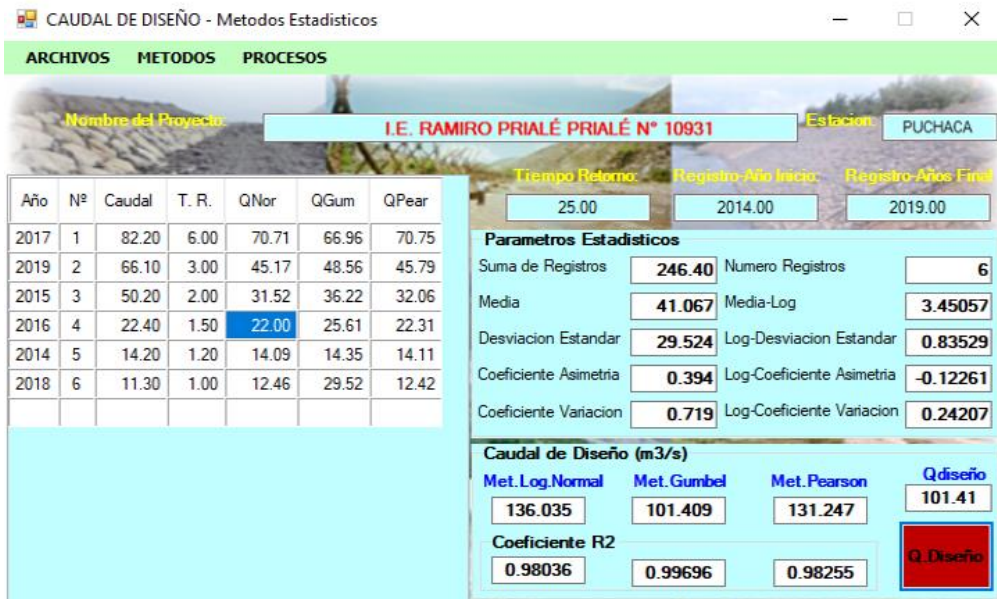 CAUDAL DE DISEÑO - Metodos Estadisticos
ARCHIVOS METODOS PROCESOS
Nombre del Proyecto: I.E. RAMIRO PRIALÉ PRIALÉ N° 10931 Estacion: PUCHACA
Tiempo Retorno: Registro-Año Inicio: Registro-Años Final
25.00 2014.00 2019.00
Año Nº Caudal T. R. QNor QGum QPear
2017 1 82.20 6.00 70.71 66.96 70.75
2019 2 66.10 3.00 45.17 48.56 45.79
2015 3 50.20 2.00 31.52 36.22 32.06
2016 4 22.40 1.50 22.00 25.61 22.31
2014 5 14.20 1.20 14.09 14.35 14.11
2018 6 11.30 1.00 12.46 29.52 12.42
Parametros Estadisticos
Suma de Registros 246.40 Numero Registros 6
Media 41.067 Media-Log 3.45057
Desviacion Estandar 29.524 Log-Desviacion Estandar 0.83529
Coeficiente Asimetria 0.394 Log-Coeficiente Asimetria -0.12261
Coeficiente Variacion 0.719 Log-Coeficiente Variacion 0.24207
Caudal de Diseño (m3/s)
Met.Log.Normal Met.Gumbel Met.Pearson Qdiseño
136.035 101.409 131.247 101.41
Coeficiente R2
0.98036 0.99696 0.98255
Q.Diseño